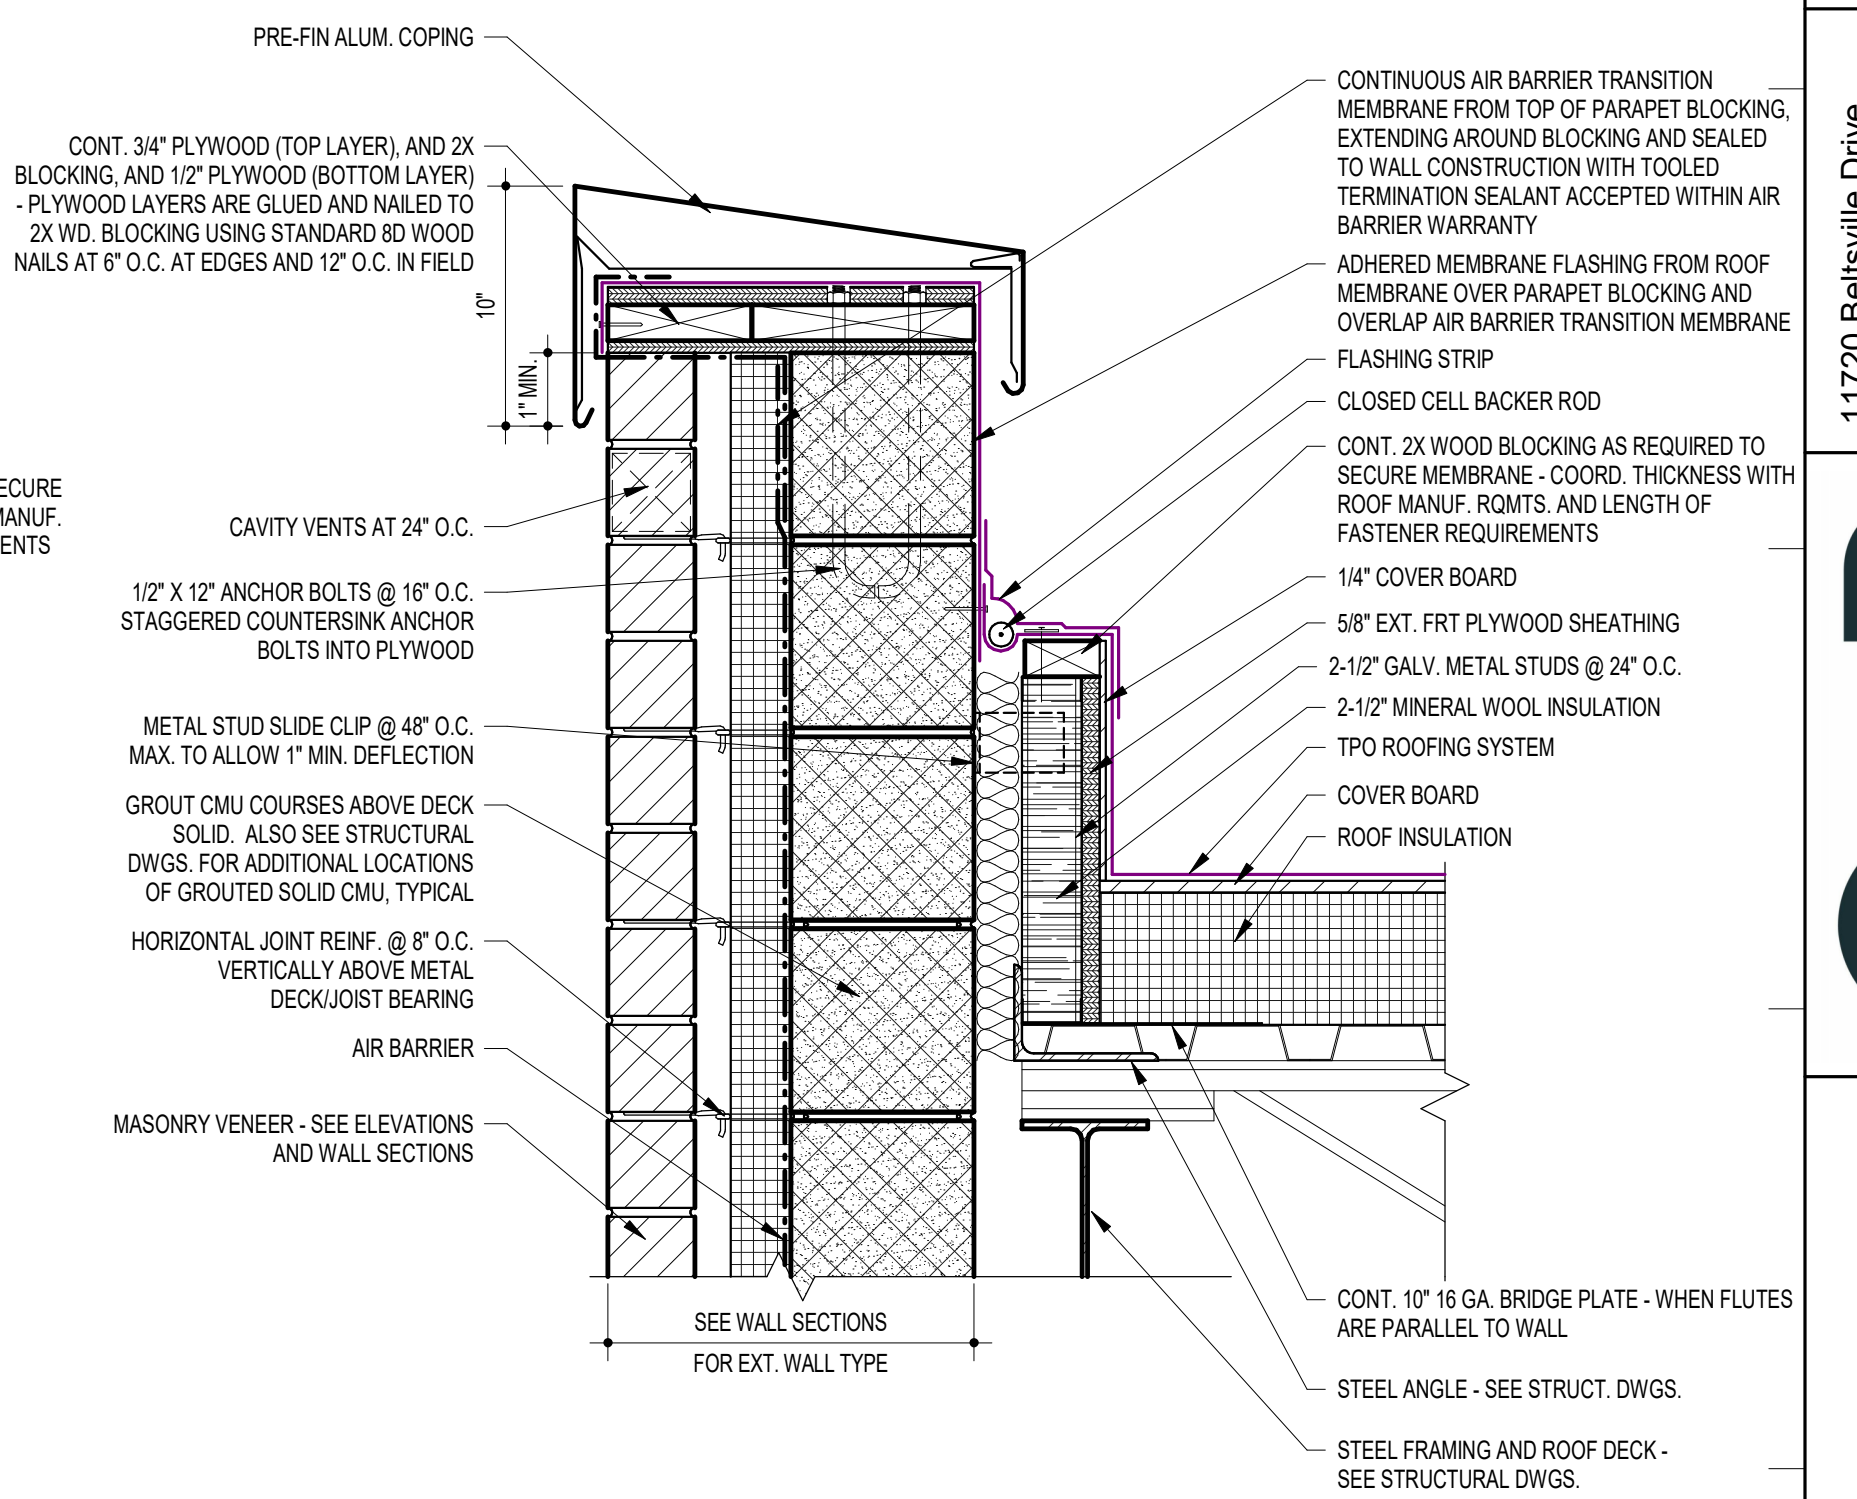 PRE-FIN ALUM. COPING
CONT. 3/4" PLYWOOD (TOP LAYER), AND 2X
BLOCKING, AND 1/2" PLYWOOD (BOTTOM LAYER)
- PLYWOOD LAYERS ARE GLUED AND NAILED TO
2X WD. BLOCKING USING STANDARD 8D WOOD
NAILS AT 6" O.C. AT EDGES AND 12" O.C. IN FIELD
10"
1" MIN.
ECURE
MANUF.
ENTS
CAVITY VENTS AT 24" O.C.
1/2" X 12" ANCHOR BOLTS @ 16" O.C.
STAGGERED COUNTERSINK ANCHOR
BOLTS INTO PLYWOOD
METAL STUD SLIDE CLIP @ 48" O.C.
MAX. TO ALLOW 1" MIN. DEFLECTION
GROUT CMU COURSES ABOVE DECK
SOLID. ALSO SEE STRUCTURAL
DWGS. FOR ADDITIONAL LOCATIONS
OF GROUTED SOLID CMU, TYPICAL
HORIZONTAL JOINT REINF. @ 8" O.C.
VERTICALLY ABOVE METAL
DECK/JOIST BEARING
AIR BARRIER
MASONRY VENEER - SEE ELEVATIONS
AND WALL SECTIONS
SEE WALL SECTIONS
FOR EXT. WALL TYPE
CONTINUOUS AIR BARRIER TRANSITION
MEMBRANE FROM TOP OF PARAPET BLOCKING,
EXTENDING AROUND BLOCKING AND SEALED
TO WALL CONSTRUCTION WITH TOOLED
TERMINATION SEALANT ACCEPTED WITHIN AIR
BARRIER WARRANTY
ADHERED MEMBRANE FLASHING FROM ROOF
MEMBRANE OVER PARAPET BLOCKING AND
OVERLAP AIR BARRIER TRANSITION MEMBRANE
FLASHING STRIP
CLOSED CELL BACKER ROD
CONT. 2X WOOD BLOCKING AS REQUIRED TO
SECURE MEMBRANE - COORD. THICKNESS WITH
ROOF MANUF. RQMTS. AND LENGTH OF
FASTENER REQUIREMENTS
1/4" COVER BOARD
5/8" EXT. FRT PLYWOOD SHEATHING
2-1/2" GALV. METAL STUDS @ 24" O.C.
2-1/2" MINERAL WOOL INSULATION
TPO ROOFING SYSTEM
COVER BOARD
ROOF INSULATION
CONT. 10" 16 GA. BRIDGE PLATE - WHEN FLUTES
ARE PARALLEL TO WALL
STEEL ANGLE - SEE STRUCT. DWGS.
STEEL FRAMING AND ROOF DECK -
SEE STRUCTURAL DWGS.
11720 Beltsville Drive